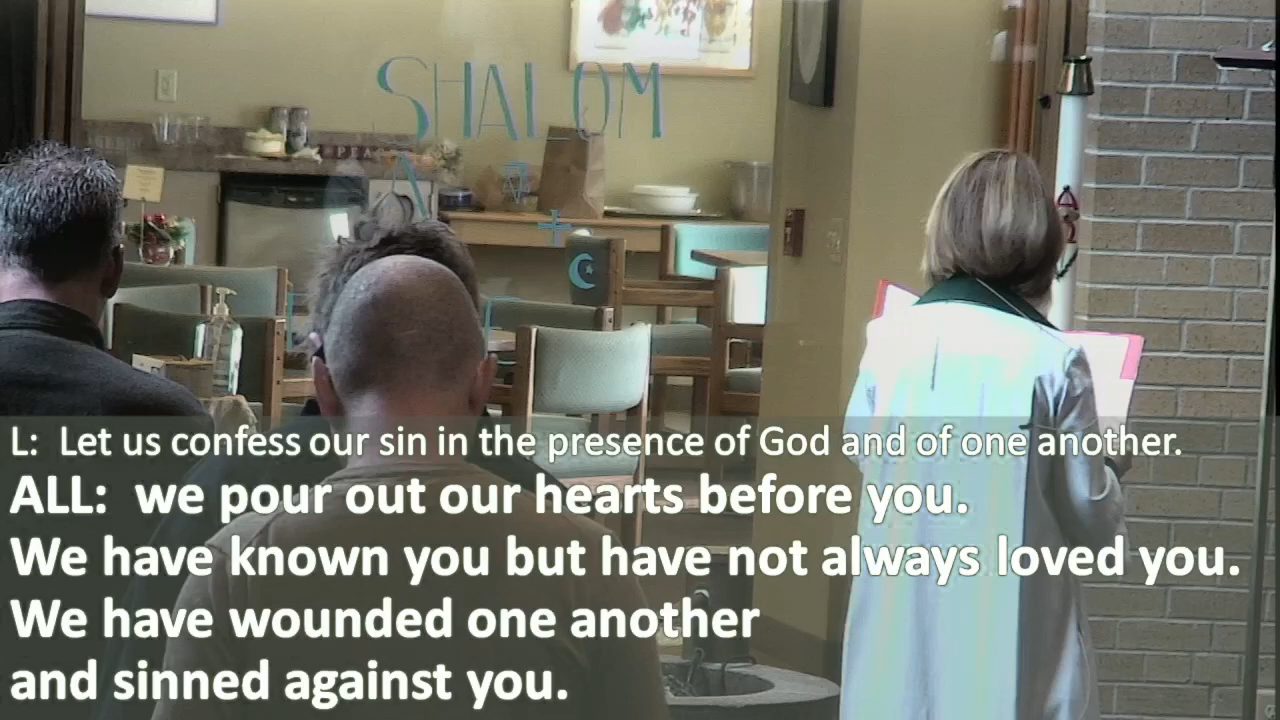 SHALOM
PEACE
L: Let us confess our sin in the presence of God and of one another.
ALL: we pour out our hearts before you.
We have known you but have not always loved you.
We have wounded one another
and sinned against you.